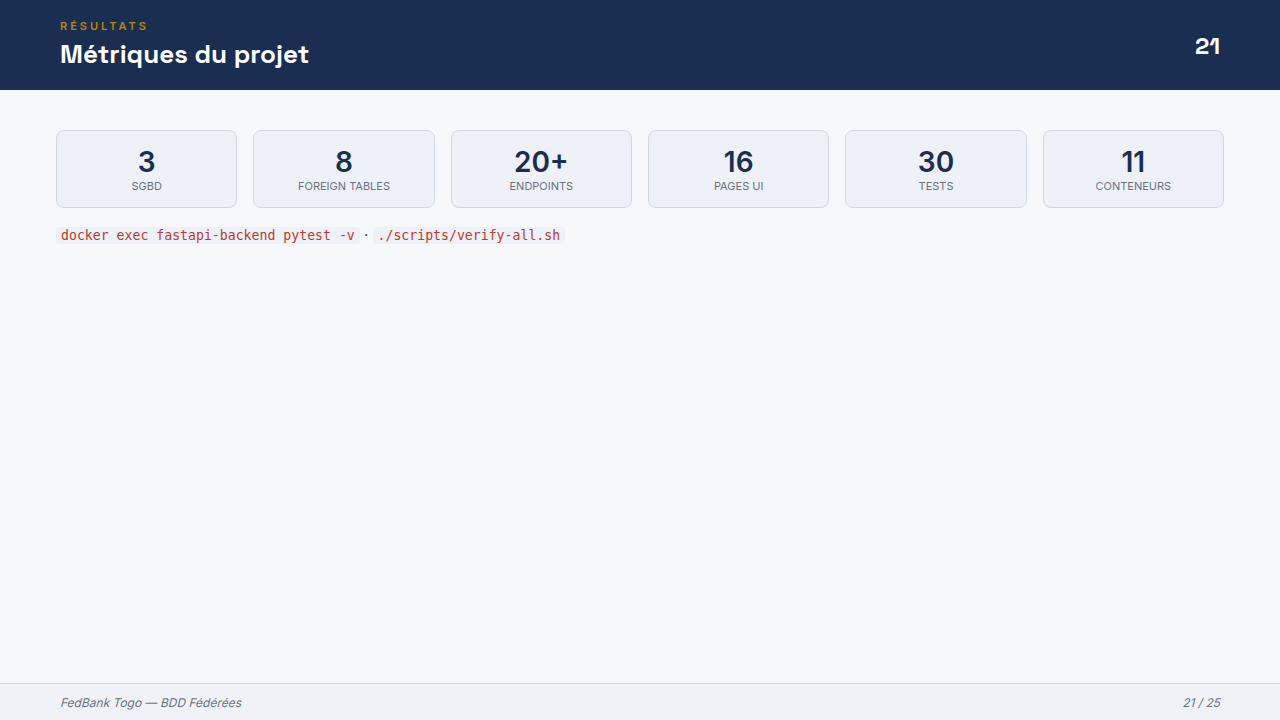 RÉSULTATS
Métriques du projet
21
3
SGBD
8
FOREIGN TABLES
20+
ENDPOINTS
16
PAGES UI
30
TESTS
11
CONTENEURS
docker exec fastapi-backend pytest -v · ./scripts/verify-all.sh
FedBank Togo — BDD Fédérées
21 / 25